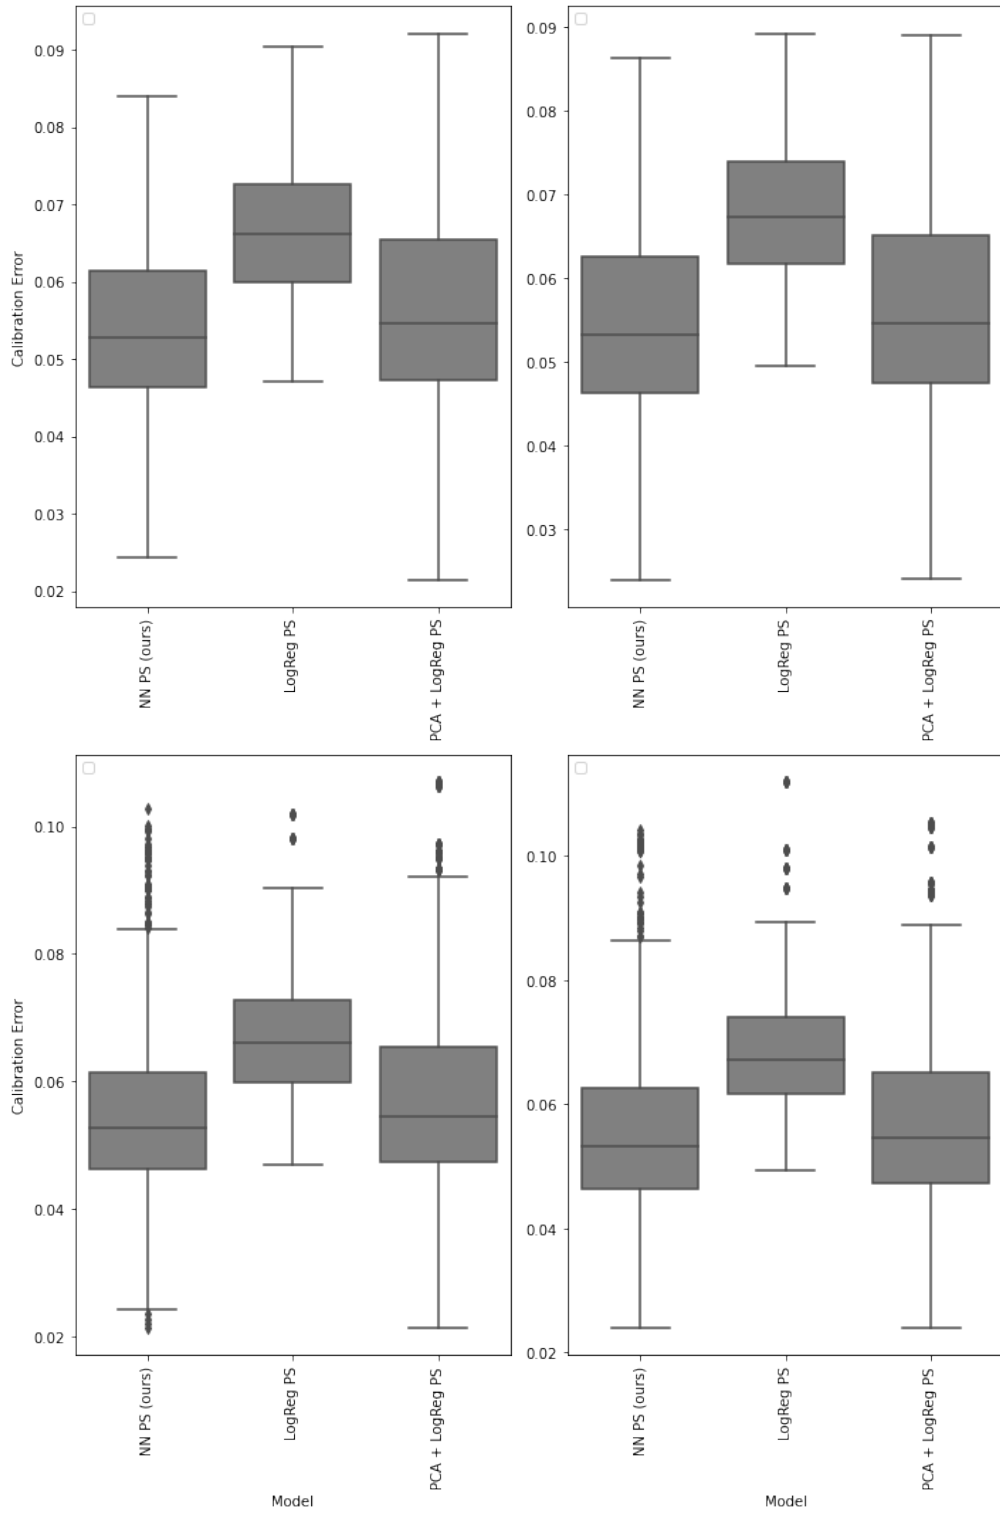 0.09
0.08
0.07
0.06
0.05
0.04
0.03
0.02
Calibration Error
NN PS (ours)
LogReg PS
PCA + LogReg PS
0.09
0.08
0.07
0.06
0.05
0.04
0.03
NN PS (ours)
LogReg PS
PCA + LogReg PS
0.10
0.08
0.06
0.04
0.02
Calibration Error
NN PS (ours)
LogReg PS
PCA + LogReg PS
Model
0.10
0.08
0.06
0.04
0.02
NN PS (ours)
LogReg PS
PCA + LogReg PS
Model